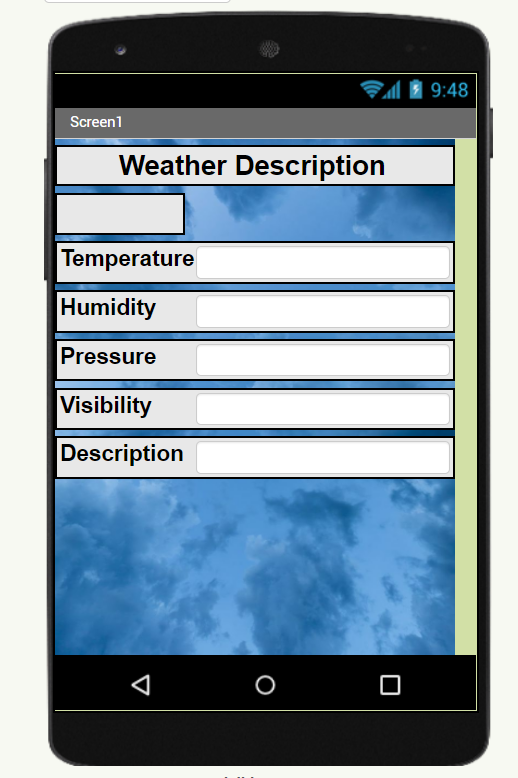 9:48
Screen1
Weather Description
Temperature
Humidity
Pressure
Visibility
Description